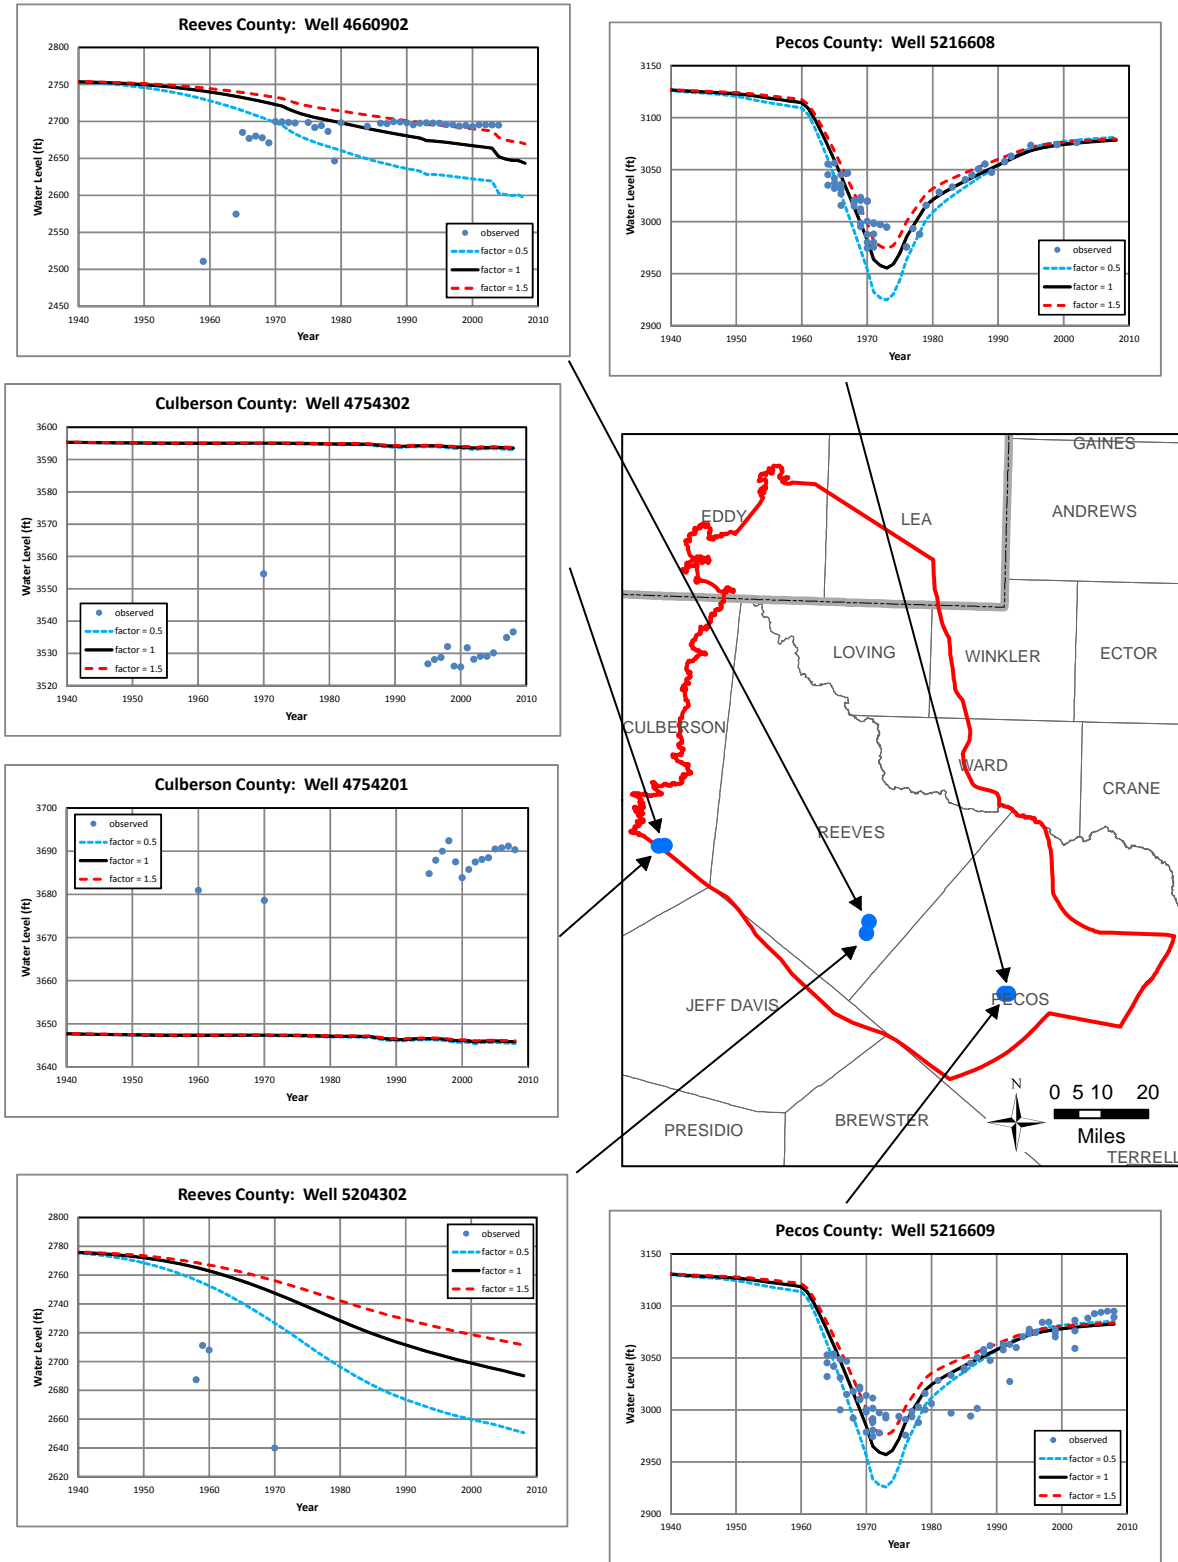 Reeves County:  Well 4660902
2800
2750
2700
2650
2600
2550
2500
2450
Water Level (ft)
observed
factor = 0.5
factor = 1
factor = 1.5
1940 1950 1960 1970 1980 1990 2000 2010
Year
Pecos County:  Well 5216608
3150
3100
3050
3000
2950
2900
Water Level (ft)
observed
factor = 0.5
factor = 1
factor = 1.5
1940 1950 1960 1970 1980 1990 2000 2010
Year
Culberson County:  Well 4754302
3600
3590
3580
3570
3560
3550
3540
3530
3520
Water Level (ft)
observed
factor = 0.5
factor = 1
factor = 1.5
1940 1950 1960 1970 1980 1990 2000 2010
Year
Culberson County:  Well 4754201
3700
3690
3680
3670
3660
3650
3640
Water Level (ft)
observed
factor = 0.5
factor = 1
factor = 1.5
1940 1950 1960 1970 1980 1990 2000 2010
Year
GAINES
EDDY
LEA
ANDREWS
LOVING
WINKLER
ECTOR
CULBERSON
WARD
CRANE
REEVES
JEFF DAVIS
PECOS
PRESIDIO
BREWSTER
TERRELL
N
0 5 10 20
Miles
Reeves County:  Well 5204302
2800
2780
2760
2740
2720
2700
2680
2660
2640
2620
Water Level (ft)
observed
factor = 0.5
factor = 1
factor = 1.5
1940 1950 1960 1970 1980 1990 2000 2010
Year
Pecos County:  Well 5216609
3150
3100
3050
3000
2950
2900
Water Level (ft)
observed
factor = 0.5
factor = 1
factor = 1.5
1940 1950 1960 1970 1980 1990 2000 2010
Year